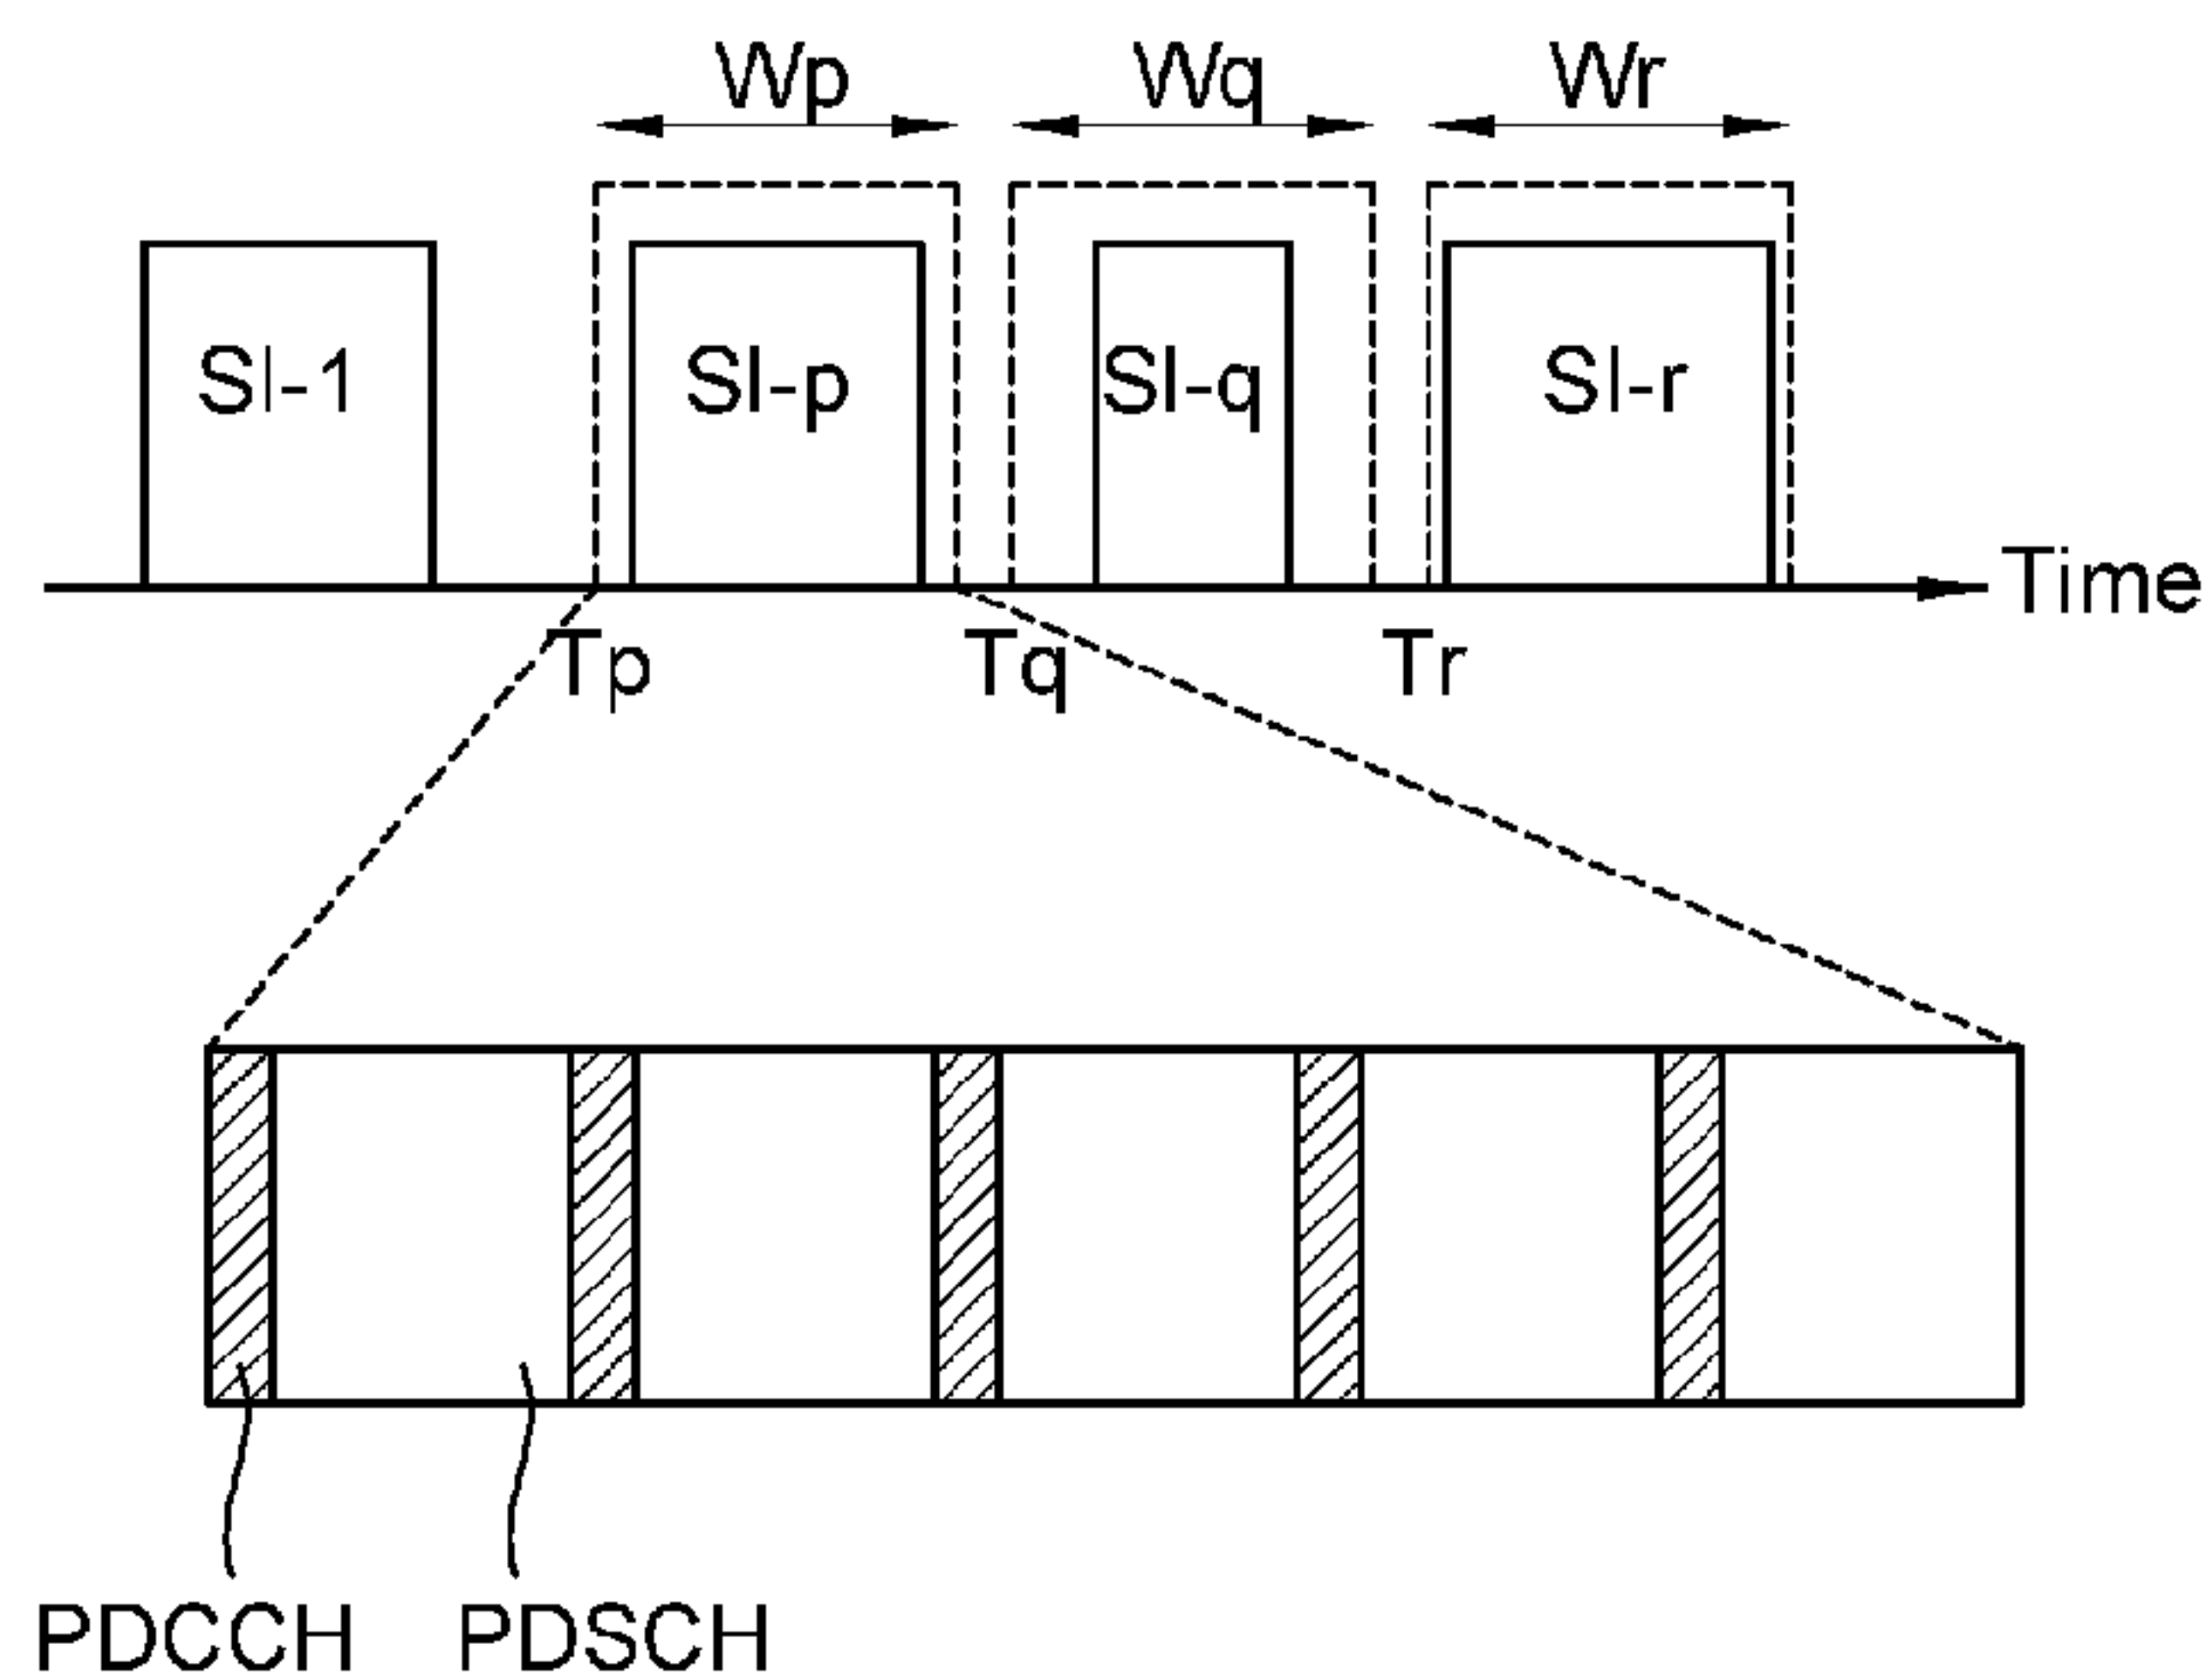 Wp Wq Wr
SI-1 SI-p SI-q SI-r
Time
Tp Tq Tr
PDCCH PDSCH